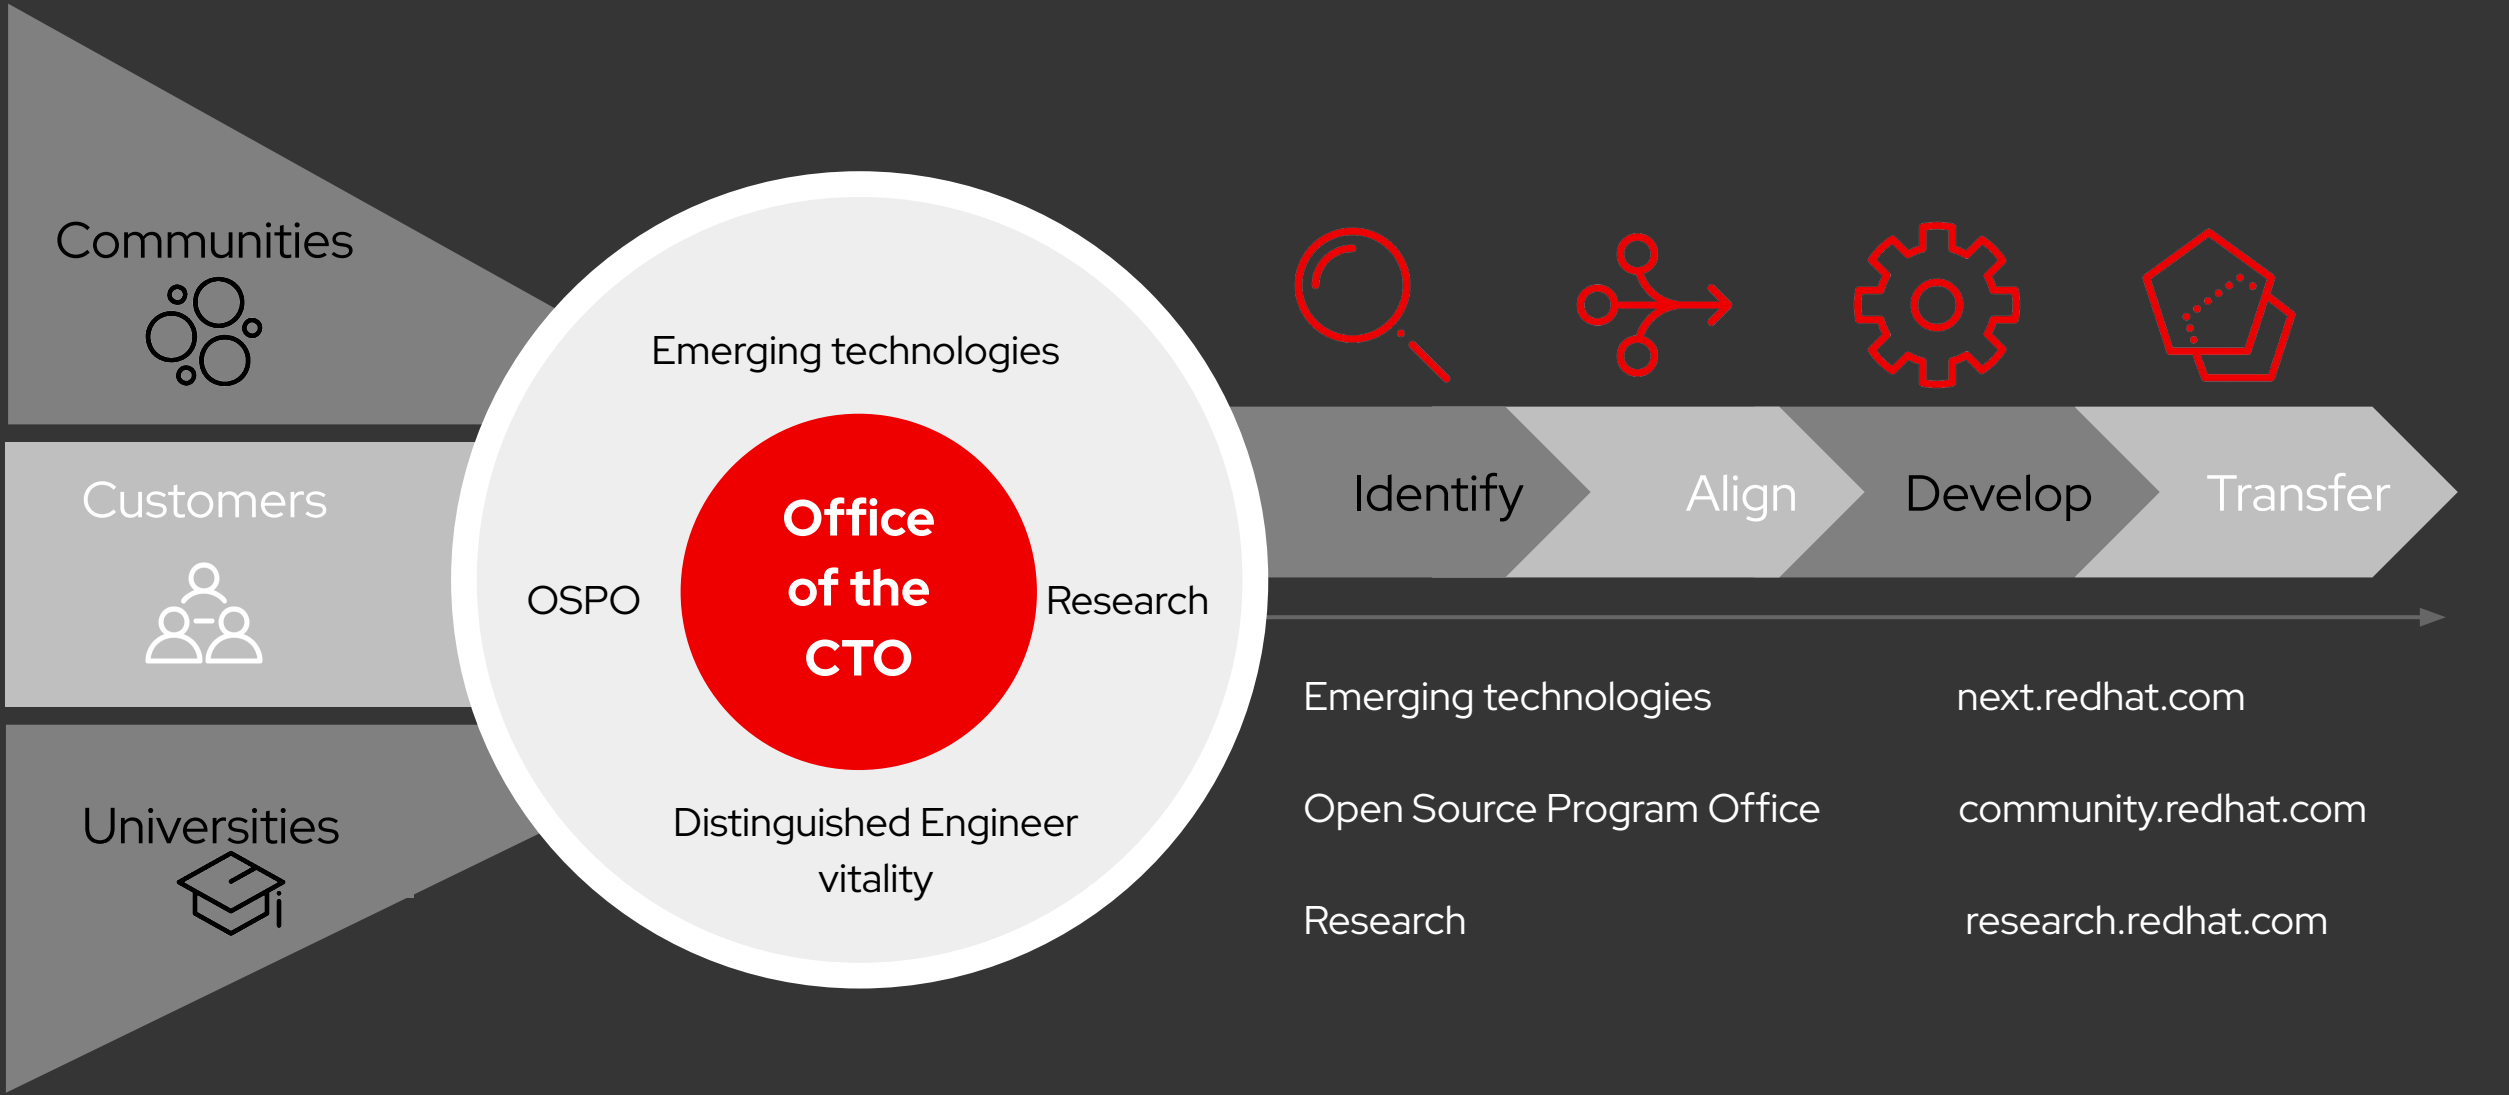 Communities
Customers
Universities
Emerging technologies
OSPO
Office
of the
CTO
Research
Distinguished Engineer
vitality
Identify
Align
Develop
Transfer
Emerging technologies next.redhat.com
Open Source Program Office community.redhat.com
Research research.redhat.com